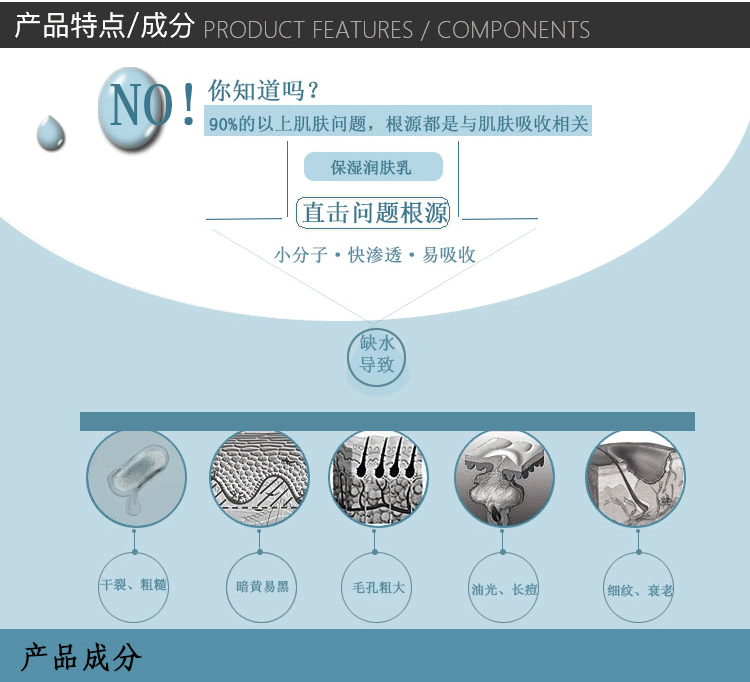 产品特点/成分 PRODUCT FEATURES / COMPONENTS
NO!
你知道吗?
90%的以上肌肤问题，根源都是与肌肤吸收相关
保湿润肤乳
直击问题根源
小分子·快渗透·易吸收
缺水
导致
干裂、粗糙
暗黄易黑
毛孔粗大
油光、长痘
细纹、衰老
产品成分